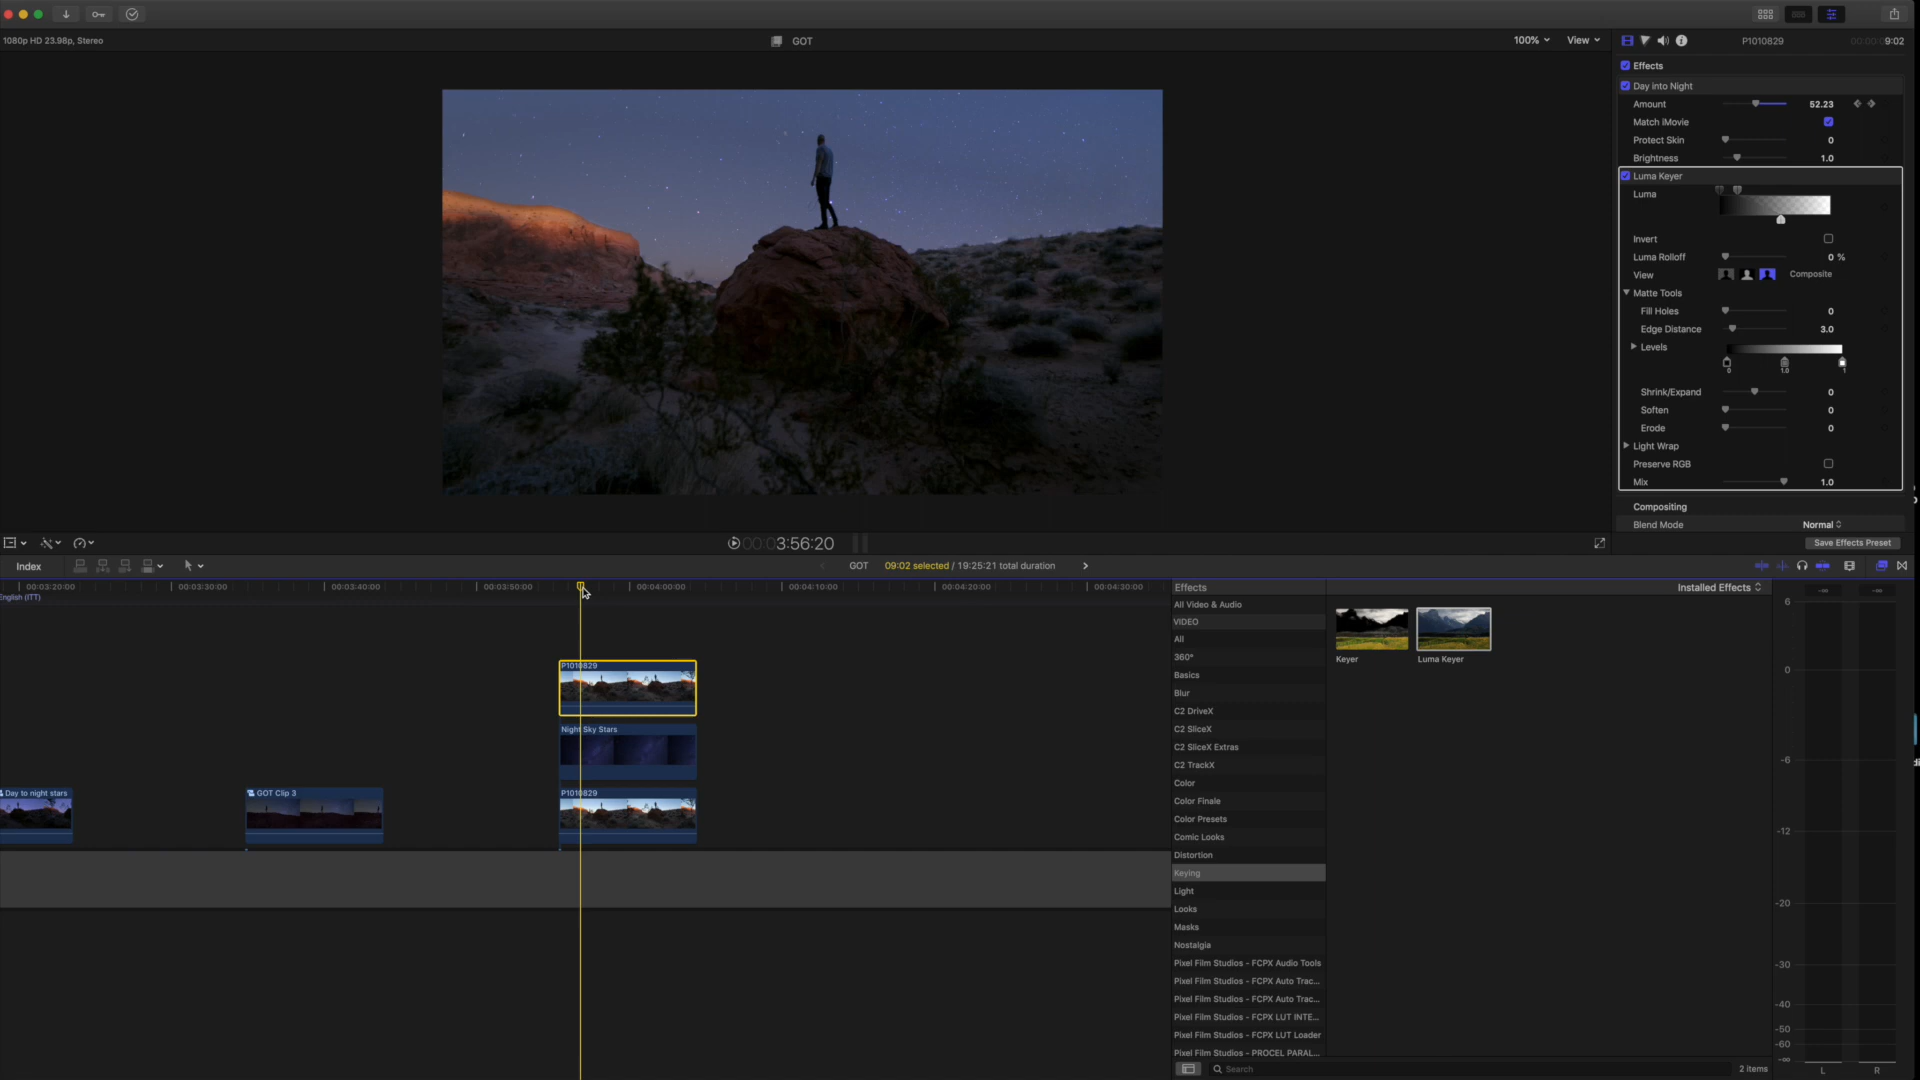 1080p HD 23.98p, Stereo
GOT
100%
View
P1010829
00:00:09:02
Effects
Day into Night
Amount
52.23
Match iMovie
Protect Skin
0
Brightness
1.0
Luma Keyer
Luma
Invert
Luma Rolloff
0 %
View
Composite
Matte Tools
Fill Holes
0
Edge Distance
3.0
Levels
0
1.0
1
Shrink/Expand
0
Soften
0
Erode
0
Light Wrap
Preserve RGB
Mix
1.0
Compositing
Blend Mode
Normal
Save Effects Preset
00:03:56:20
Index
GOT
09:02 selected / 19:25:21 total duration
00:03:20:00
00:03:30:00
00:03:40:00
00:03:50:00
00:04:00:00
00:04:10:00
00:04:20:00
00:04:30:00
English (ITT)
P1010829
Night Sky Stars
Day to night stars
GOT Clip 3
P1010829
Effects
Installed Effects
All Video & Audio
VIDEO
All
360°
Basics
Blur
C2 DriveX
C2 SliceX
C2 SliceX Extras
C2 TrackX
Color
Color Finale
Color Presets
Comic Looks
Distortion
Keying
Light
Looks
Masks
Nostalgia
Pixel Film Studios - FCPX Audio Tools
Pixel Film Studios - FCPX Auto Trac...
Pixel Film Studios - FCPX Auto Trac...
Pixel Film Studios - FCPX LUT INTE...
Pixel Film Studios - FCPX LUT Loader
Pixel Film Studios - PROCEL PARAL...
Keyer
Luma Keyer
Search
2 items
-∞
-∞
6
0
-6
-12
-20
-30
-40
-50
-60
-∞
L
R